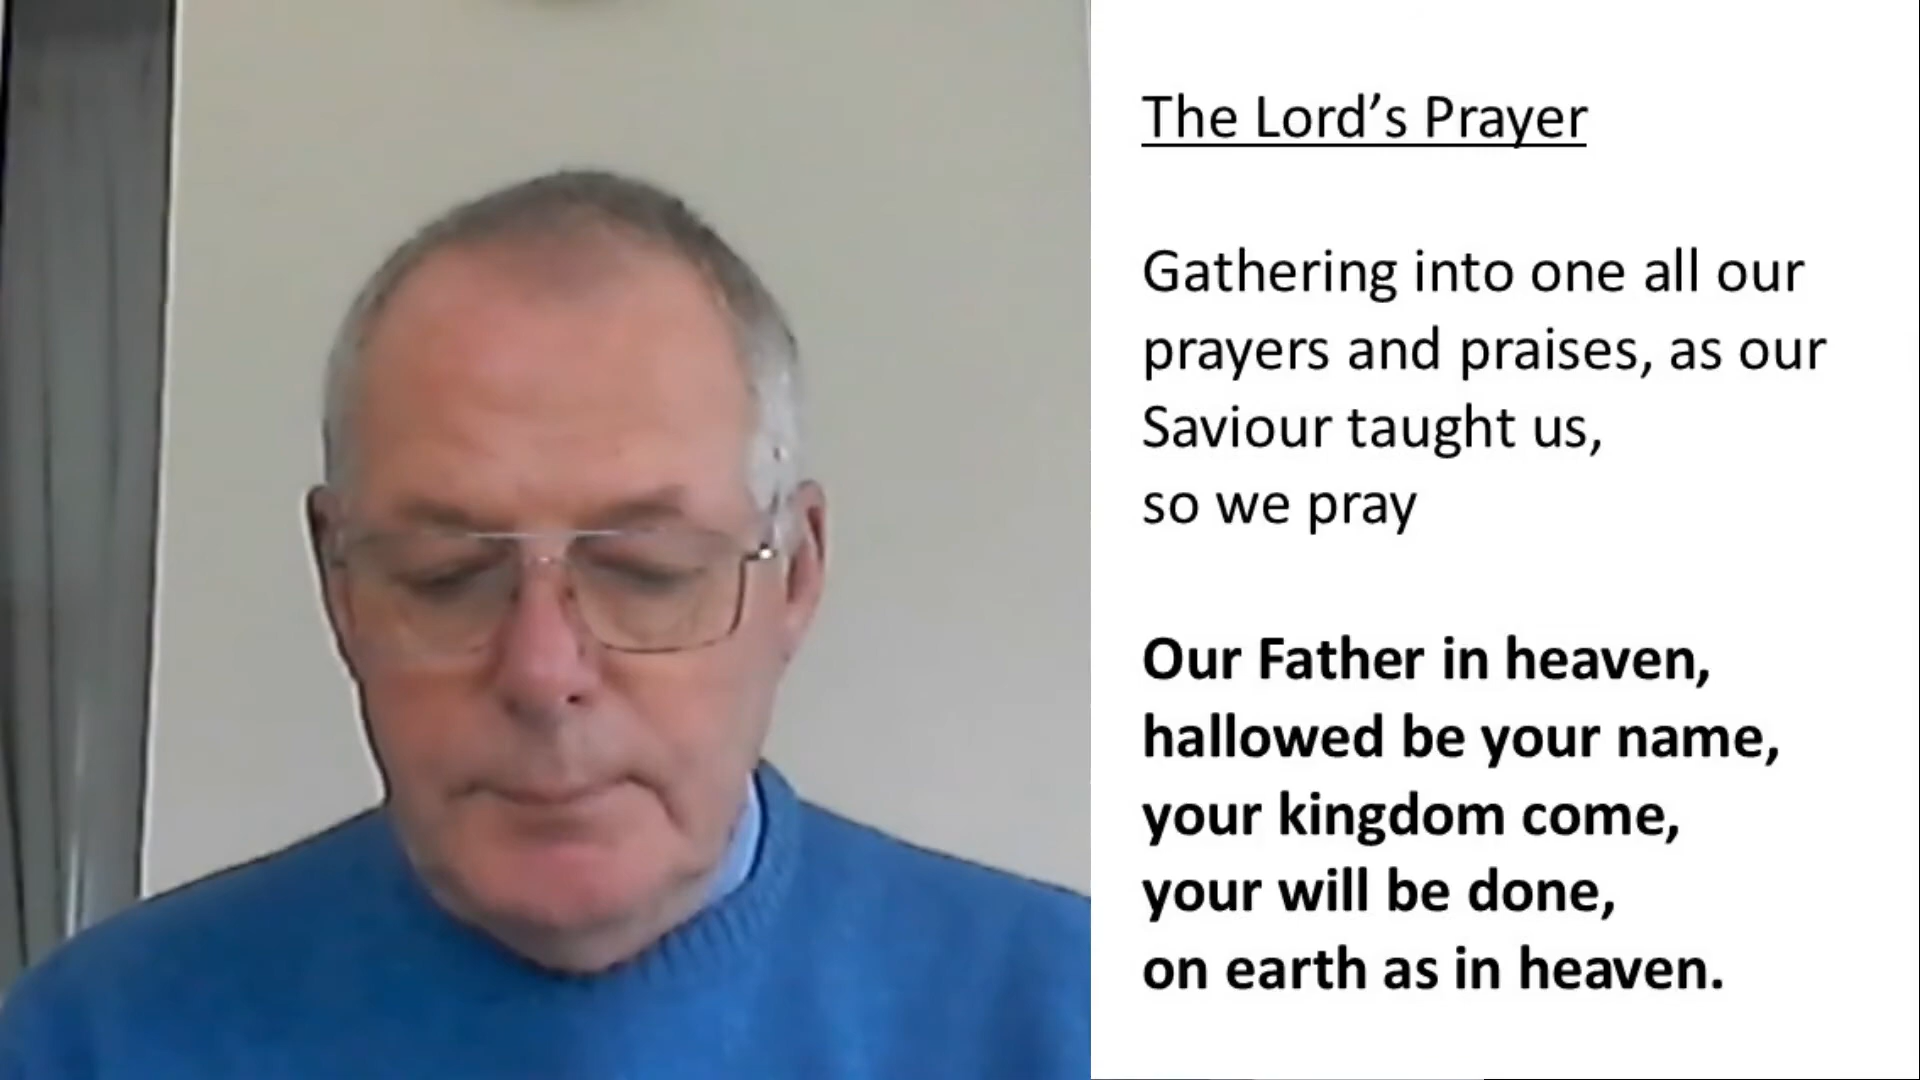 The Lord’s Prayer
Gathering into one all our
prayers and praises, as our
Saviour taught us,
so we pray
Our Father in heaven,
hallowed be your name,
your kingdom come,
your will be done,
on earth as in heaven.